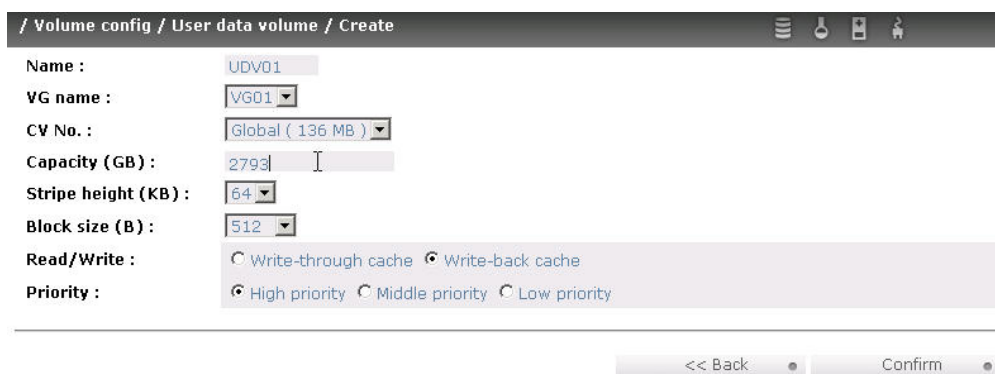 / Volume config / User data volume / Create
Name : UDV01
VG name : VG01
CV No. : Global ( 136 MB )
Capacity (GB) : 2793
Stripe height (KB) : 64
Block size (B) : 512
Read/Write : Write-through cache Write-back cache
Priority : High priority Middle priority Low priority
<< Back Confirm